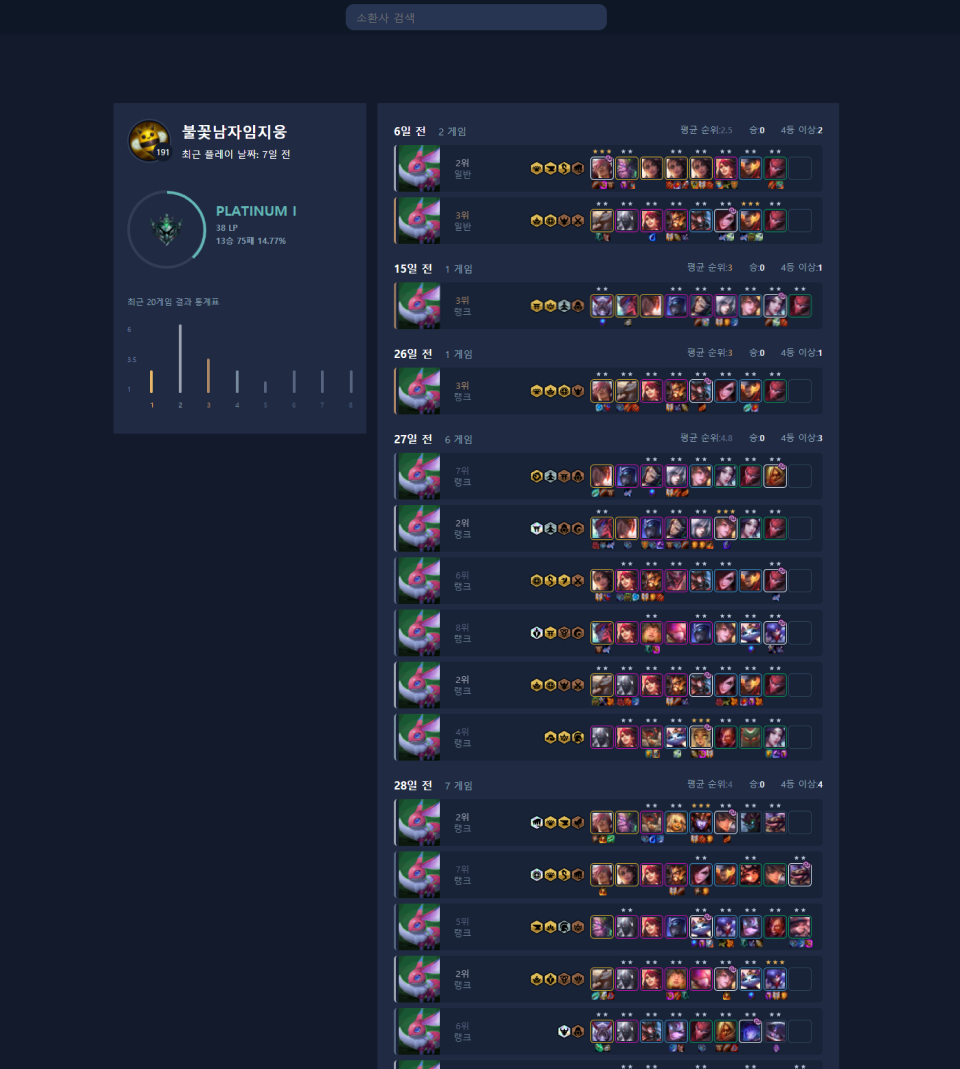 소환사 검색
불꽃남자임지웅
191
최근 플레이 날짜: 7일 전
PLATINUM I
38 LP
13승 75패 14.77%
최근 20게임 결과 통계표
6
3.5
1
1 2 3 4 5 6 7 8
6일 전 2 게임 평균 순위:2.5 승:0 4등 이상:2
2위
일반
3위
일반
15일 전 1 게임 평균 순위:3 승:0 4등 이상:1
3위
랭크
26일 전 1 게임 평균 순위:3 승:0 4등 이상:1
3위
랭크
27일 전 6 게임 평균 순위:4.8 승:0 4등 이상:3
7위
랭크
2위
랭크
6위
랭크
8위
랭크
2위
랭크
4위
랭크
28일 전 7 게임 평균 순위:4 승:0 4등 이상:4
2위
랭크
7위
랭크
5위
랭크
2위
랭크
6위
랭크